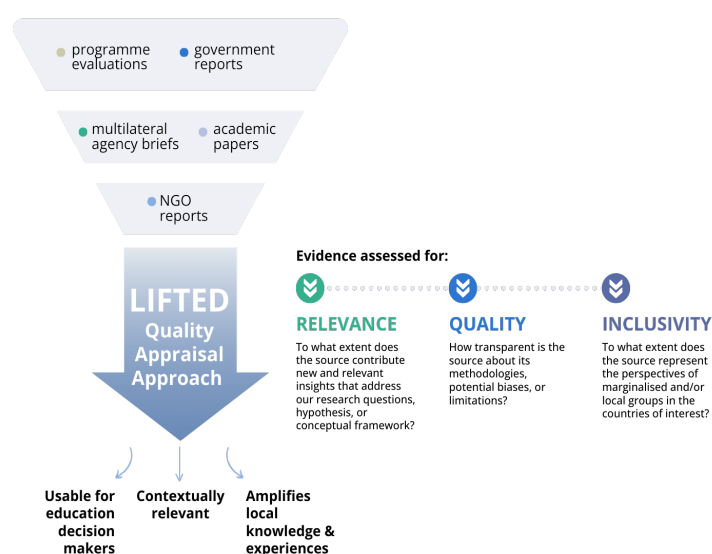 programme
evaluations
government
reports
multilateral
agency briefs
academic
papers
NGO
reports
LIFTED
Quality
Appraisal
Approach
Evidence assessed for:
RELEVANCE
To what extent does
the source contribute
new and relevant
insights that address
our research questions,
hypothesis, or
conceptual framework?
QUALITY
How transparent is the
source about its
methodologies,
potential biases, or
limitations?
INCLUSIVITY
To what extent does
the source represent
the perspectives of
marginalised and/or
local groups in the
countries of interest?
Usable for
education
decision
makers
Contextually
relevant
Amplifies
local
knowledge &
experiences